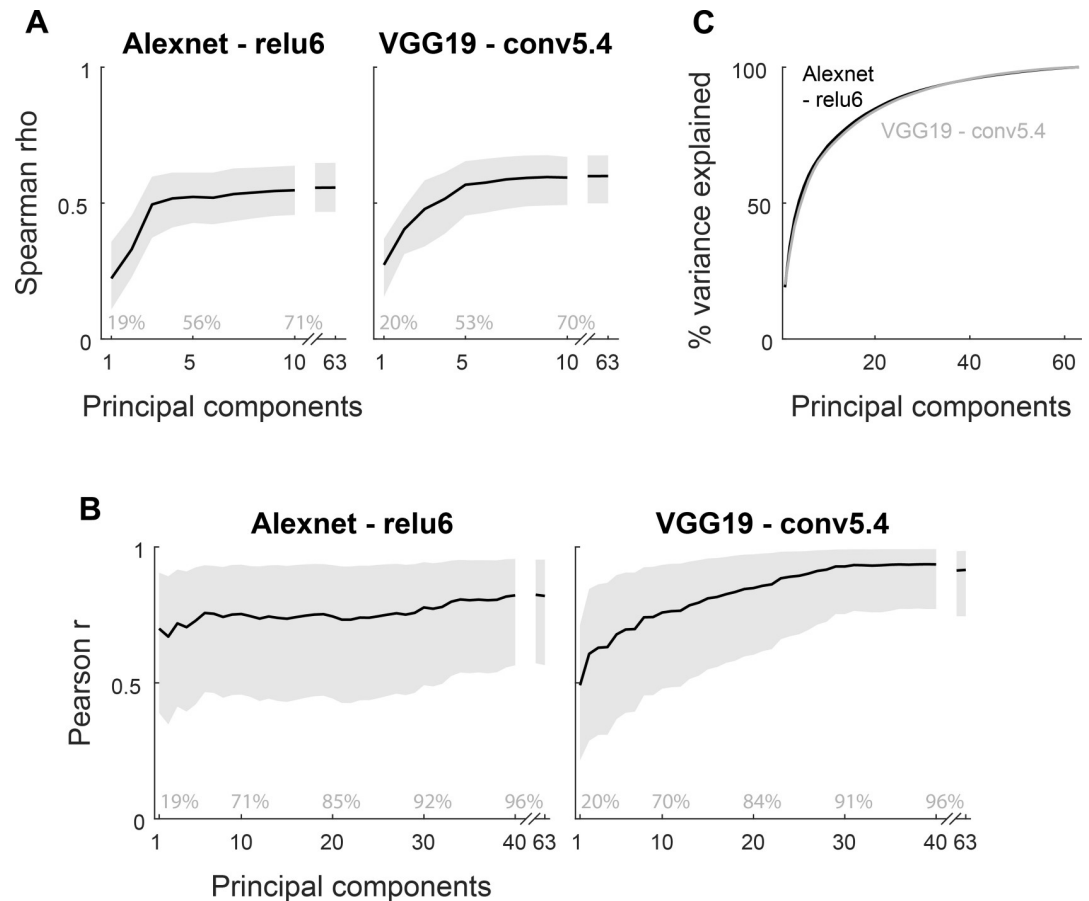 A
Alexnet - relu6
VGG19 - conv5.4
Spearman rho
1
0.5
0
19% 56% 71%
20% 53% 70%
1 5 10 63
1 5 10 63
Principal components
C
% variance explained
100
50
0
Alexnet
- relu6
VGG19 - conv5.4
20 40 60
Principal components
B
Alexnet - relu6
VGG19 - conv5.4
Pearson r
1
0.5
0
19% 71% 85% 92% 96%
20% 70% 84% 91% 96%
1 10 20 30 40 63
1 10 20 30 40 63
Principal components